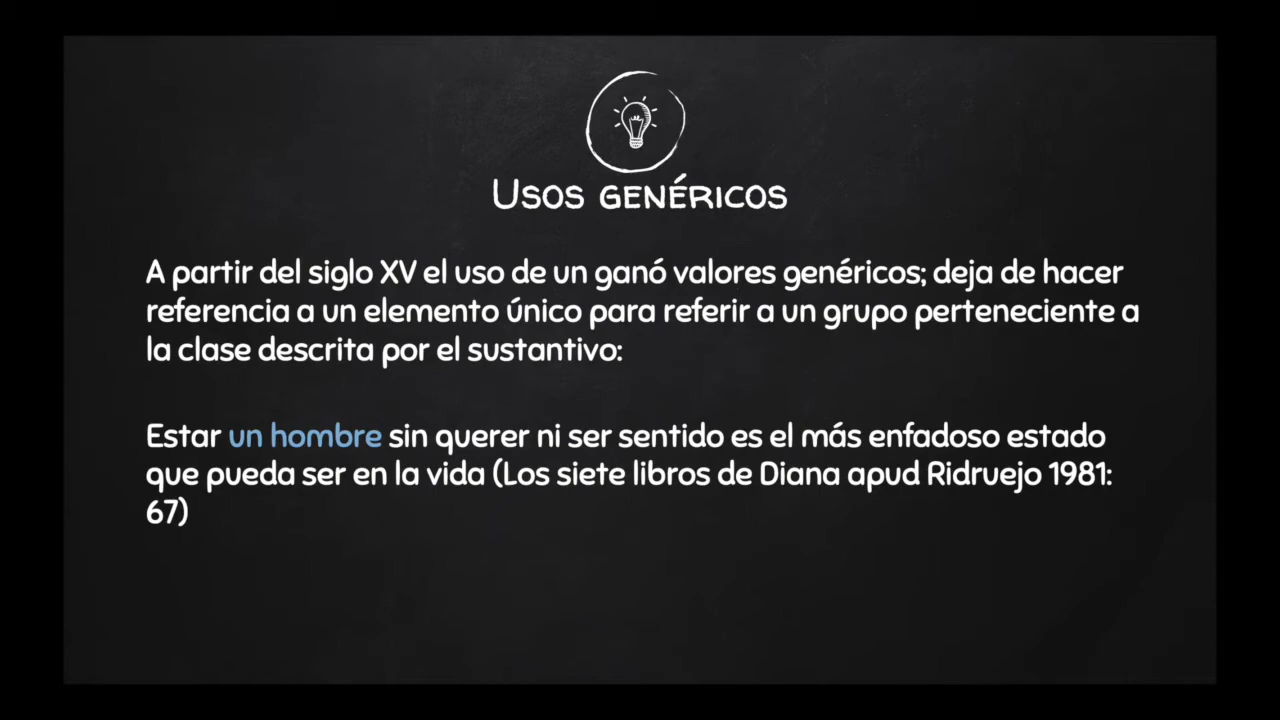 Usos genéricos
A partir del siglo XV el uso de un ganó valores genéricos; deja de hacer
referencia a un elemento único para referir a un grupo perteneciente a
la clase descrita por el sustantivo:
Estar un hombre sin querer ni ser sentido es el más enfadoso estado
que pueda ser en la vida (Los siete libros de Diana apud Ridruejo 1981:
67)